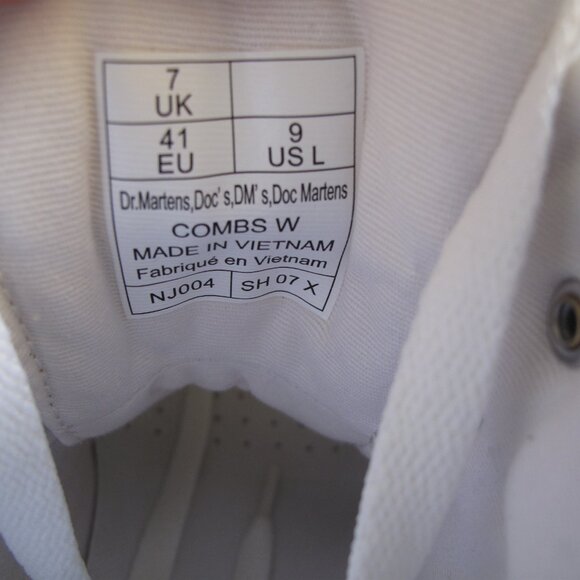 7
UK
41
EU
9
US L
Dr.Martens,Doc's,DM's,Doc Martens
COMBS W
MADE IN VIETNAM
Fabriqué en Vietnam
NJ004 SH 07 X